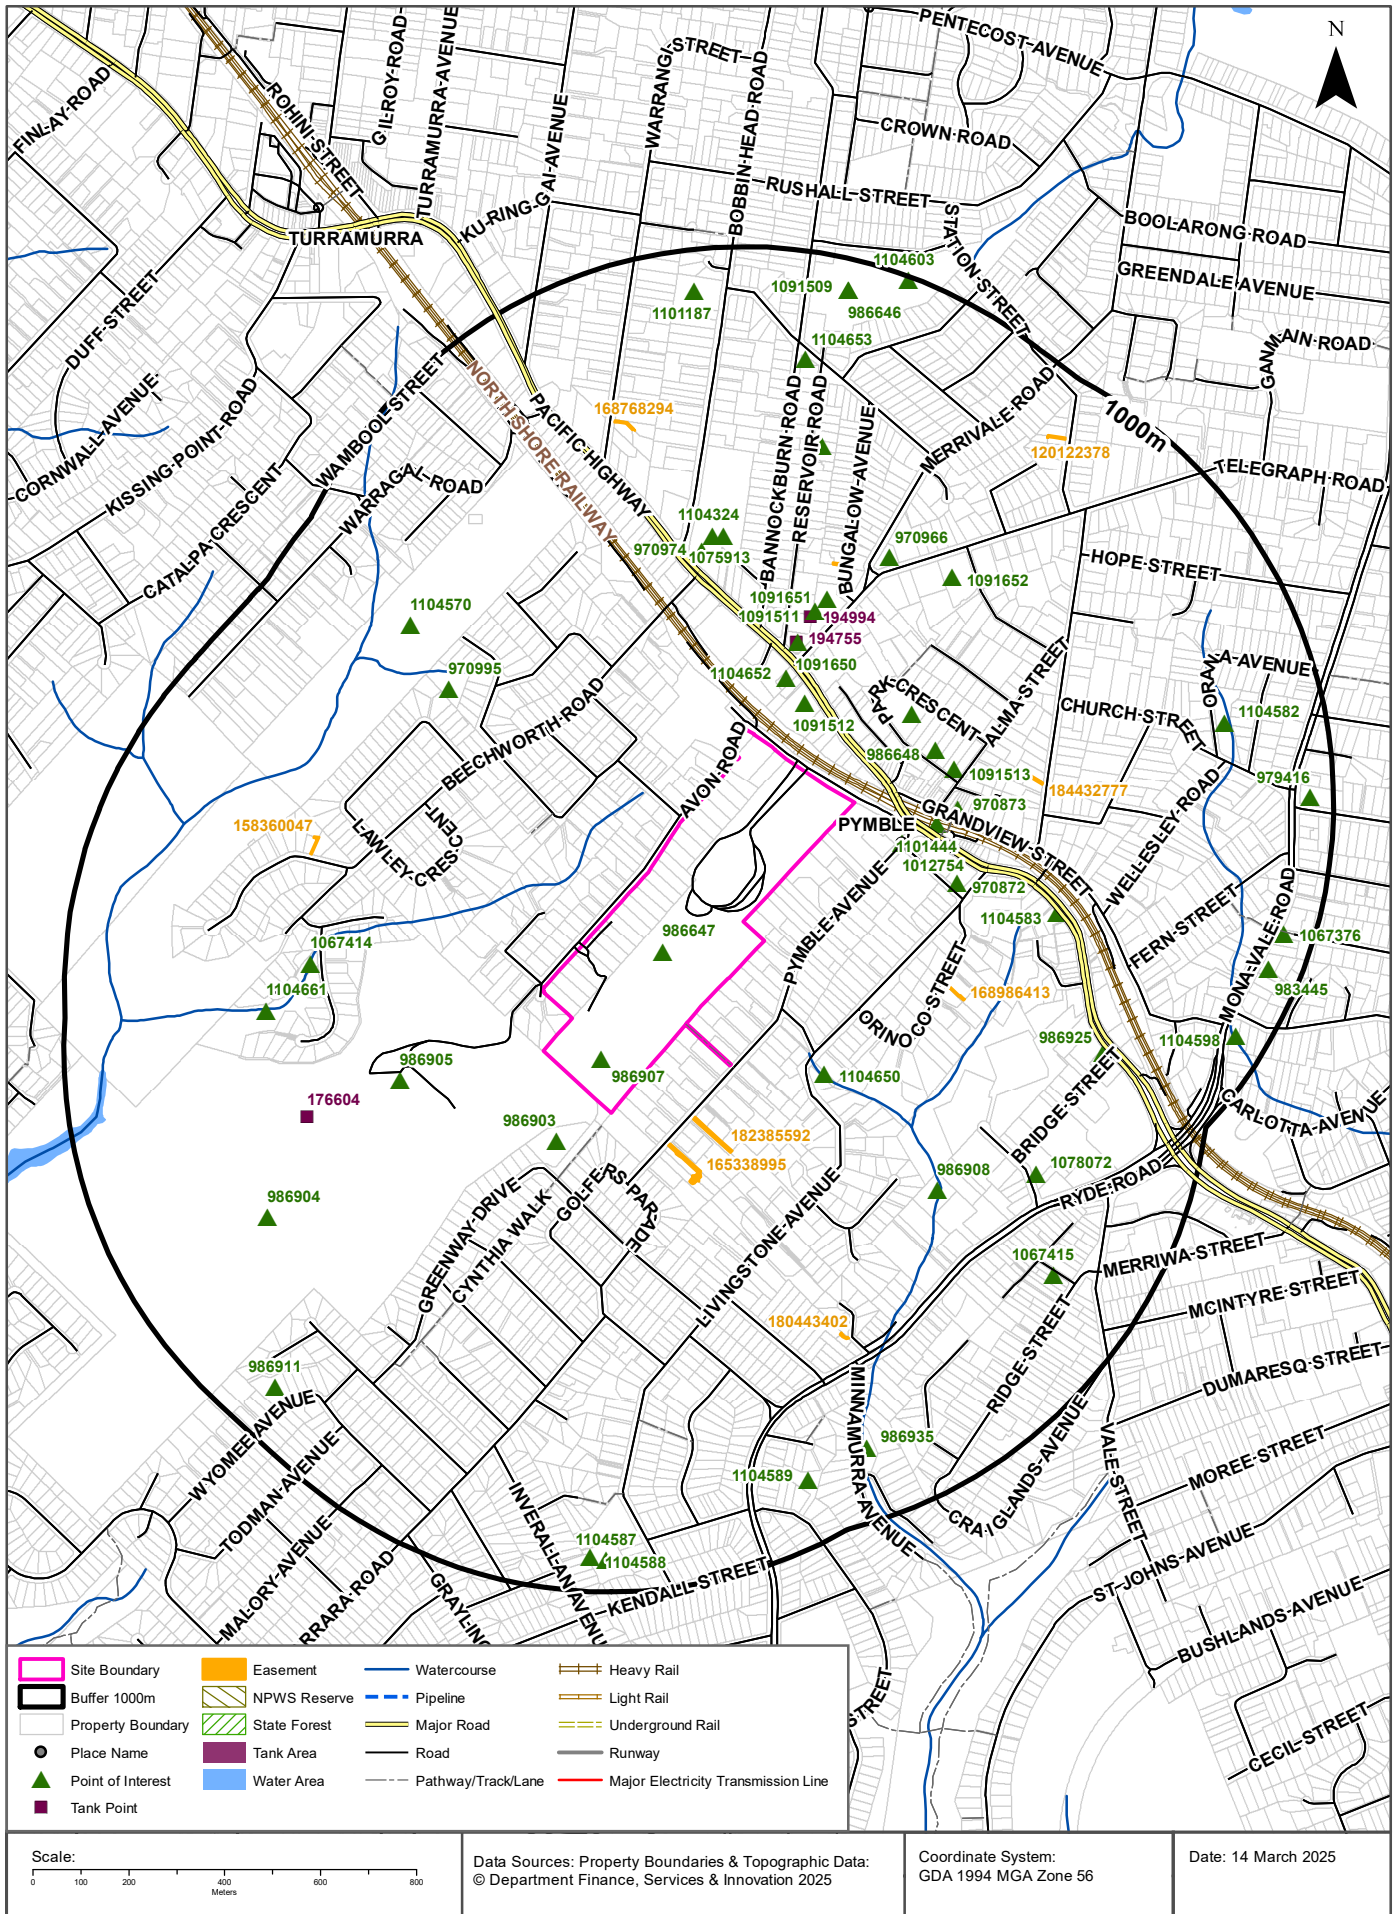 PENTECOST AVENUE
N
FINLAY ROAD
ROHINI STREET
GILROY ROAD
TURRAMURRA AVENUE
KU-RING-GAI AVENUE
WARRANGI STREET
BOBBIN HEAD ROAD
CROWN ROAD
RUSHALL STREET
STATION STREET
BOOLARONG ROAD
GREENDALE AVENUE
GANMAIN ROAD
TURRAMURRA
DUFF STREET
CORNWALL AVENUE
KISSING POINT ROAD
CATALPA CRESCENT
WAMBOOL STREET
WARRAGAL ROAD
NORTH SHORE RAILWAY
PACIFIC HIGHWAY
1104603
1091509
986646
1101187
1104653
168768294
BANNOCKBURN ROAD
RESERVOIR ROAD
BUNGALOW AVENUE
MERRIVALE ROAD
1000m
120122378
TELEGRAPH ROAD
1104324
970974
1075913
970966
1091652
HOPE STREET
1091651
1091511
194994
194755
1104570
970995
1104652
1091650
1091512
PARK CRESCENT
ALMA STREET
CHURCH STREET
ORANA AVENUE
1104582
986648
1091513
184432777
979416
BEECHWORTH ROAD
AVON ROAD
LAWLEY CRESCENT
158360047
970873
GRANDVIEW STREET
PYMBLE
1101444
1012754
970872
WELLESLEY ROAD
1104583
FERN STREET
MONA VALE ROAD
1067376
983445
PYMBLE AVENUE
986647
1067414
1104661
ORINOCO STREET
168986413
986925
1104598
986905
986907
1104650
176604
BRIDGE STREET
CARLOTTA AVENUE
986903
182385592
165338995
986908
1078072
RYDE ROAD
986904
GREENWAY DRIVE
CYNTHIA WALK
GOLFERS PARADE
LIVINGSTONE AVENUE
1067415
MERRIWA STREET
MCINTYRE STREET
180443402
DUMARESQ STREET
986911
WYOMEE AVENUE
TODMAN AVENUE
MALORY AVENUE
RRARA ROAD
MINNAMURRA AVENUE
RIDGE STREET
CRAIGLANDS AVENUE
VALE STREET
MOREE STREET
986935
1104589
INVERALLAN AVENU
GRAYLING
1104587
1104588
KENDALL STREET
ST JOHNS AVENUE
BUSHLANDS AVENUE
CECIL STREET
STREET
Site Boundary
Buffer 1000m
Property Boundary
Place Name
Point of Interest
Tank Point
Easement
NPWS Reserve
State Forest
Tank Area
Water Area
Watercourse
Pipeline
Major Road
Road
Pathway/Track/Lane
Heavy Rail
Light Rail
Underground Rail
Runway
Major Electricity Transmission Line
Scale:
0 100 200 400 600 800
Meters
Data Sources: Property Boundaries & Topographic Data:
© Department Finance, Services & Innovation 2025
Coordinate System:
GDA 1994 MGA Zone 56
Date: 14 March 2025